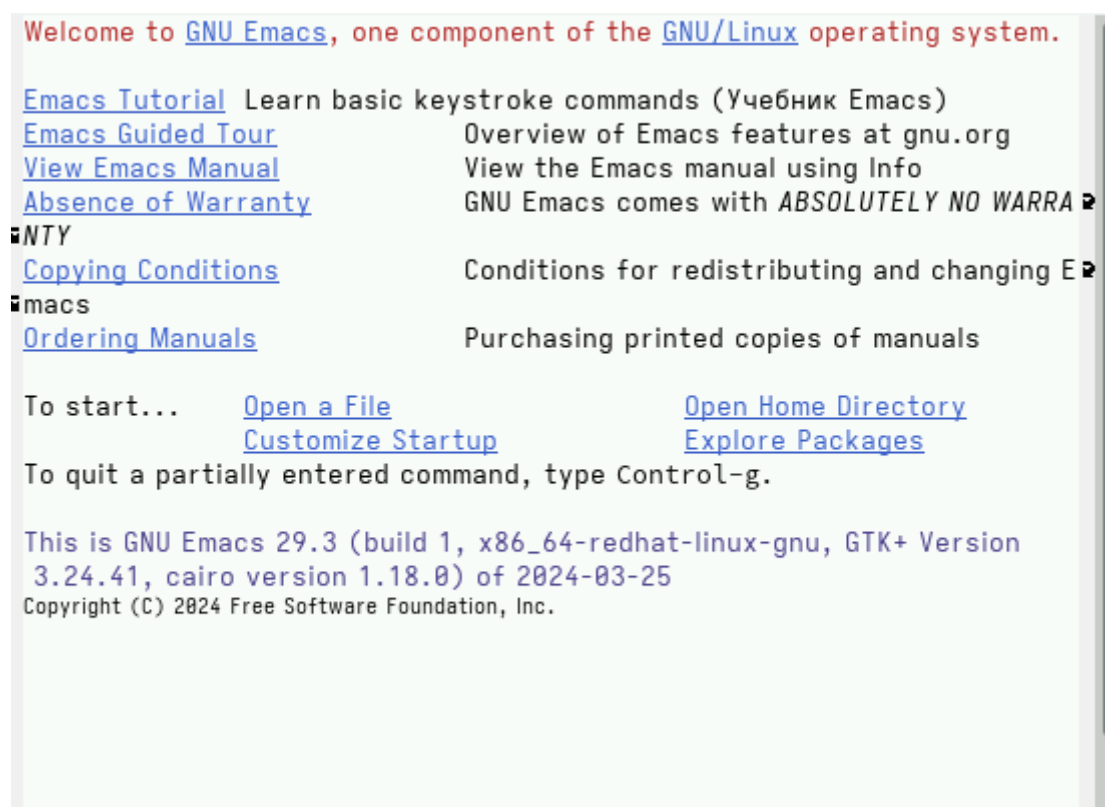 Welcome to GNU Emacs, one component of the GNU/Linux operating system.
Emacs Tutorial Learn basic keystroke commands (Учебник Emacs)
Emacs Guided Tour Overview of Emacs features at gnu.org
View Emacs Manual View the Emacs manual using Info
Absence of Warranty GNU Emacs comes with ABSOLUTELY NO WARRA
NTY
Copying Conditions Conditions for redistributing and changing E
macs
Ordering Manuals Purchasing printed copies of manuals
To start... Open a File Open Home Directory
Customize Startup Explore Packages
To quit a partially entered command, type Control-g.
This is GNU Emacs 29.3 (build 1, x86_64-redhat-linux-gnu, GTK+ Version
3.24.41, cairo version 1.18.0) of 2024-03-25
Copyright (C) 2024 Free Software Foundation, Inc.